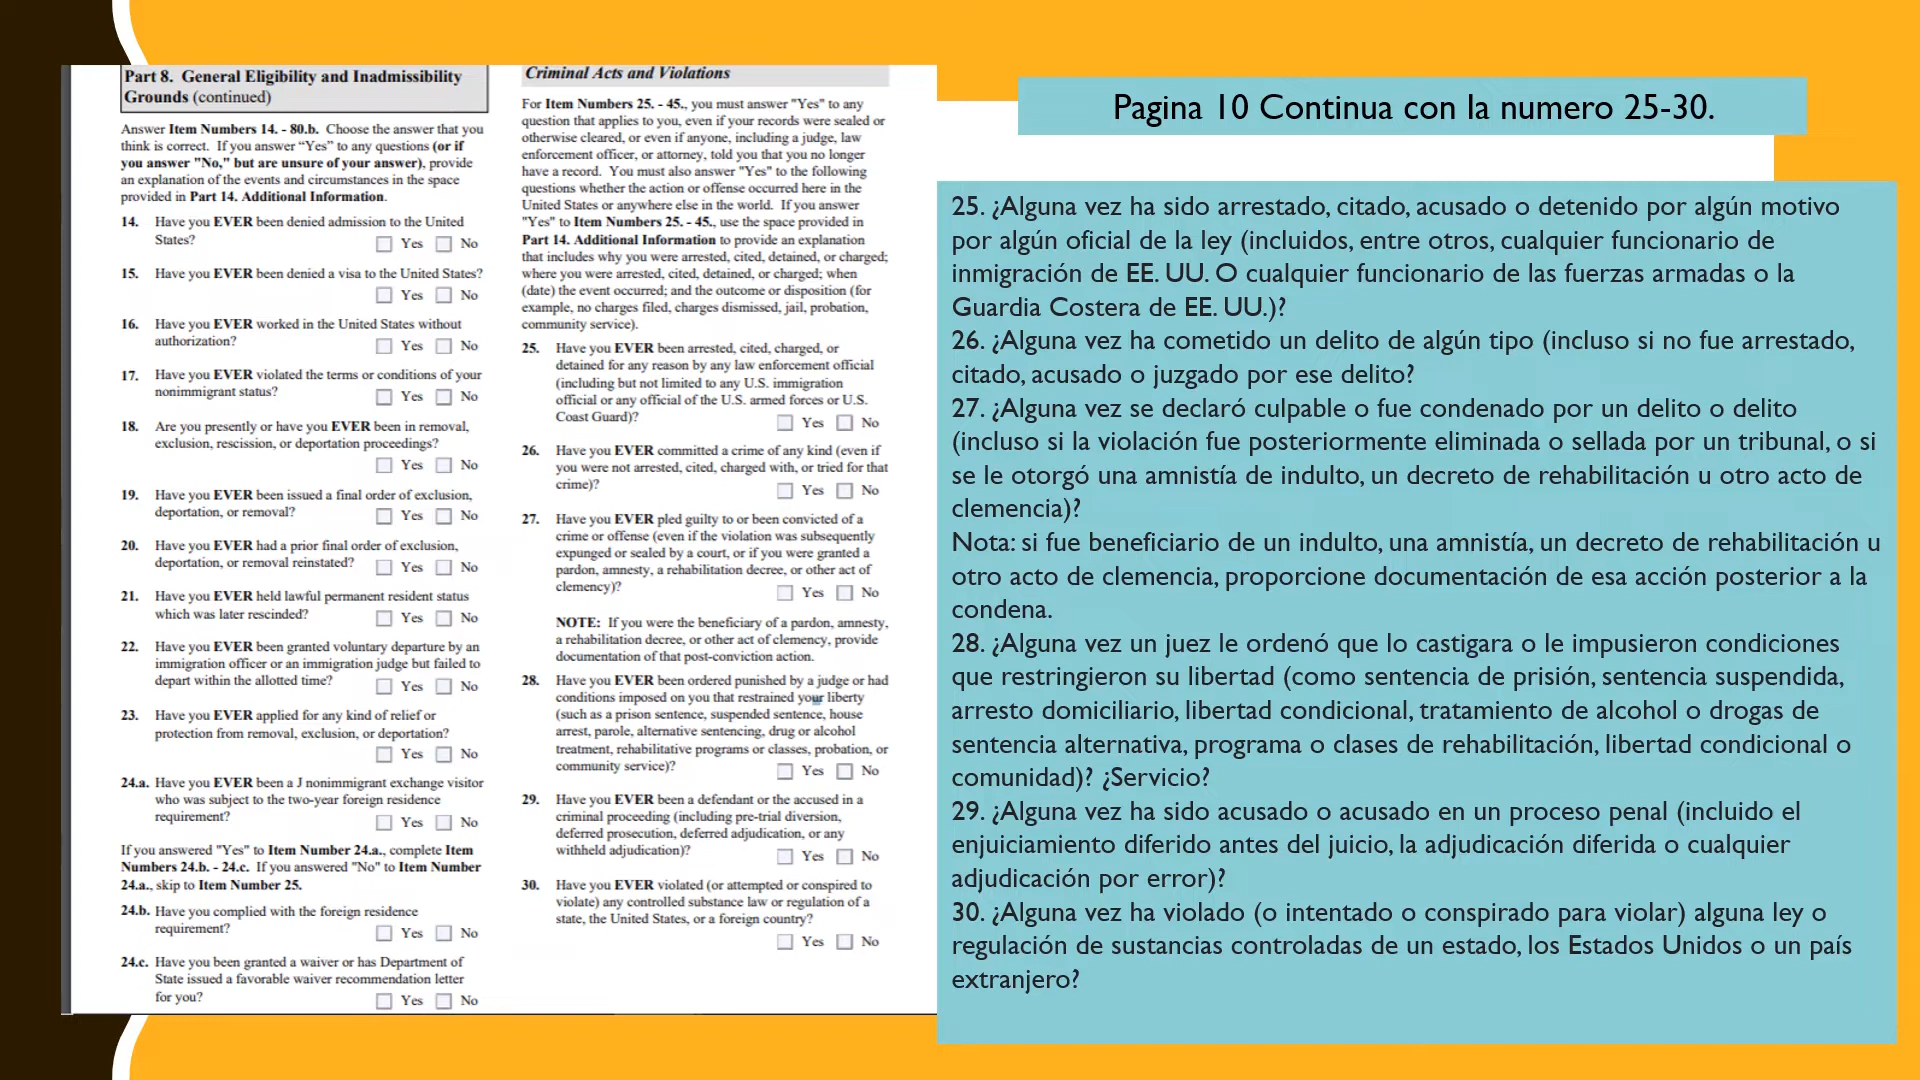 Part 8.  General Eligibility and Inadmissibility
Grounds (continued)
Answer Item Numbers 14. - 80.b.  Choose the answer that you
think is correct.  If you answer “Yes” to any questions (or if
you answer "No," but are unsure of your answer), provide
an explanation of the events and circumstances in the space
provided in Part 14. Additional Information.
14. Have you EVER been denied admission to the United
States?
Yes No
15. Have you EVER been denied a visa to the United States?
Yes No
16. Have you EVER worked in the United States without
authorization?
Yes No
17. Have you EVER violated the terms or conditions of your
nonimmigrant status?
Yes No
18. Are you presently or have you EVER been in removal,
exclusion, rescission, or deportation proceedings?
Yes No
19. Have you EVER been issued a final order of exclusion,
deportation, or removal?
Yes No
20. Have you EVER had a prior final order of exclusion,
deportation, or removal reinstated?
Yes No
21. Have you EVER held lawful permanent resident status
which was later rescinded?
Yes No
22. Have you EVER been granted voluntary departure by an
immigration officer or an immigration judge but failed to
depart within the allotted time?
Yes No
23. Have you EVER applied for any kind of relief or
protection from removal, exclusion, or deportation?
Yes No
24.a. Have you EVER been a J nonimmigrant exchange visitor
who was subject to the two-year foreign residence
requirement?
Yes No
If you answered "Yes" to Item Number 24.a., complete Item
Numbers 24.b. - 24.c.  If you answered "No" to Item Number
24.a., skip to Item Number 25.
24.b. Have you complied with the foreign residence
requirement?
Yes No
24.c. Have you been granted a waiver or has Department of
State issued a favorable waiver recommendation letter
for you?
Yes No
Criminal Acts and Violations
For Item Numbers 25. - 45., you must answer "Yes" to any
question that applies to you, even if your records were sealed or
otherwise cleared, or even if anyone, including a judge, law
enforcement officer, or attorney, told you that you no longer
have a record.  You must also answer "Yes" to the following
questions whether the action or offense occurred here in the
United States or anywhere else in the world.  If you answer
"Yes" to Item Numbers 25. - 45., use the space provided in
Part 14. Additional Information to provide an explanation
that includes why you were arrested, cited, detained, or charged;
where you were arrested, cited, detained, or charged; when
(date) the event occurred; and the outcome or disposition (for
example, no charges filed, charges dismissed, jail, probation,
community service).
25. Have you EVER been arrested, cited, charged, or
detained for any reason by any law enforcement official
(including but not limited to any U.S. immigration
official or any official of the U.S. armed forces or U.S.
Coast Guard)?
Yes No
26. Have you EVER committed a crime of any kind (even if
you were not arrested, cited, charged with, or tried for that
crime)?
Yes No
27. Have you EVER pled guilty to or been convicted of a
crime or offense (even if the violation was subsequently
expunged or sealed by a court, or if you were granted a
pardon, amnesty, a rehabilitation decree, or other act of
clemency)?
Yes No
NOTE:  If you were the beneficiary of a pardon, amnesty,
a rehabilitation decree, or other act of clemency, provide
documentation of that post-conviction action.
28. Have you EVER been ordered punished by a judge or had
conditions imposed on you that restrained your liberty
(such as a prison sentence, suspended sentence, house
arrest, parole, alternative sentencing, drug or alcohol
treatment, rehabilitative programs or classes, probation, or
community service)?
Yes No
29. Have you EVER been a defendant or the accused in a
criminal proceeding (including pre-trial diversion,
deferred prosecution, deferred adjudication, or any
withheld adjudication)?
Yes No
30. Have you EVER violated (or attempted or conspired to
violate) any controlled substance law or regulation of a
state, the United States, or a foreign country?
Yes No
Pagina 10 Continua con la numero 25-30.
25. ¿Alguna vez ha sido arrestado, citado, acusado o detenido por algún motivo
por algún oficial de la ley (incluidos, entre otros, cualquier funcionario de
inmigración de EE. UU. O cualquier funcionario de las fuerzas armadas o la
Guardia Costera de EE. UU.)?
26. ¿Alguna vez ha cometido un delito de algún tipo (incluso si no fue arrestado,
citado, acusado o juzgado por ese delito?
27. ¿Alguna vez se declaró culpable o fue condenado por un delito o delito
(incluso si la violación fue posteriormente eliminada o sellada por un tribunal, o si
se le otorgó una amnistía de indulto, un decreto de rehabilitación u otro acto de
clemencia)?
Nota: si fue beneficiario de un indulto, una amnistía, un decreto de rehabilitación u
otro acto de clemencia, proporcione documentación de esa acción posterior a la
condena.
28. ¿Alguna vez un juez le ordenó que lo castigara o le impusieron condiciones
que restringieron su libertad (como sentencia de prisión, sentencia suspendida,
arresto domiciliario, libertad condicional, tratamiento de alcohol o drogas de
sentencia alternativa, programa o clases de rehabilitación, libertad condicional o
comunidad)? ¿Servicio?
29. ¿Alguna vez ha sido acusado o acusado en un proceso penal (incluido el
enjuiciamiento diferido antes del juicio, la adjudicación diferida o cualquier
adjudicación por error)?
30. ¿Alguna vez ha violado (o intentado o conspirado para violar) alguna ley o
regulación de sustancias controladas de un estado, los Estados Unidos o un país
extranjero?